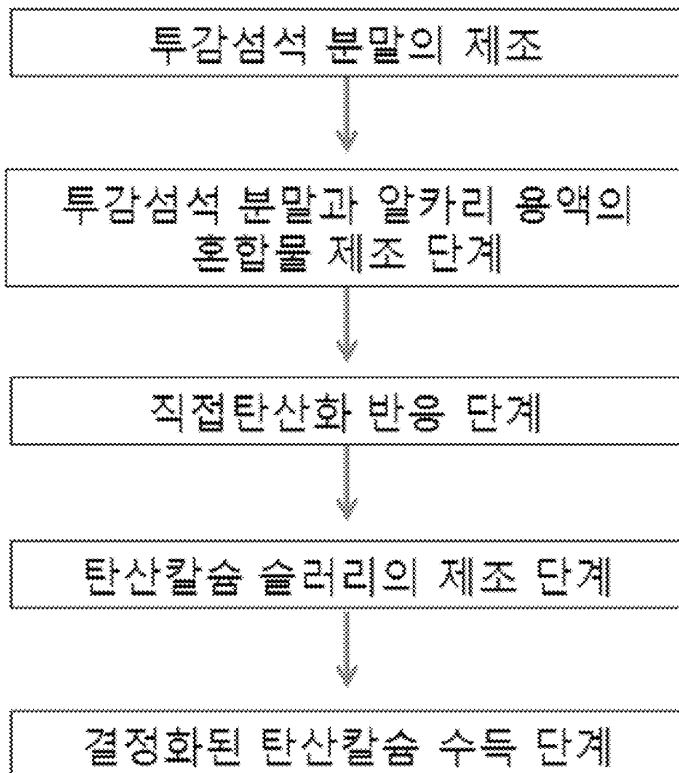 투감섬석 분말의 제조
투감섬석 분말과 알카리 용액의
혼합물 제조 단계
직접탄산화 반응 단계
탄산칼슘 슬러리의 제조 단계
결정화된 탄산칼슘 수득 단계